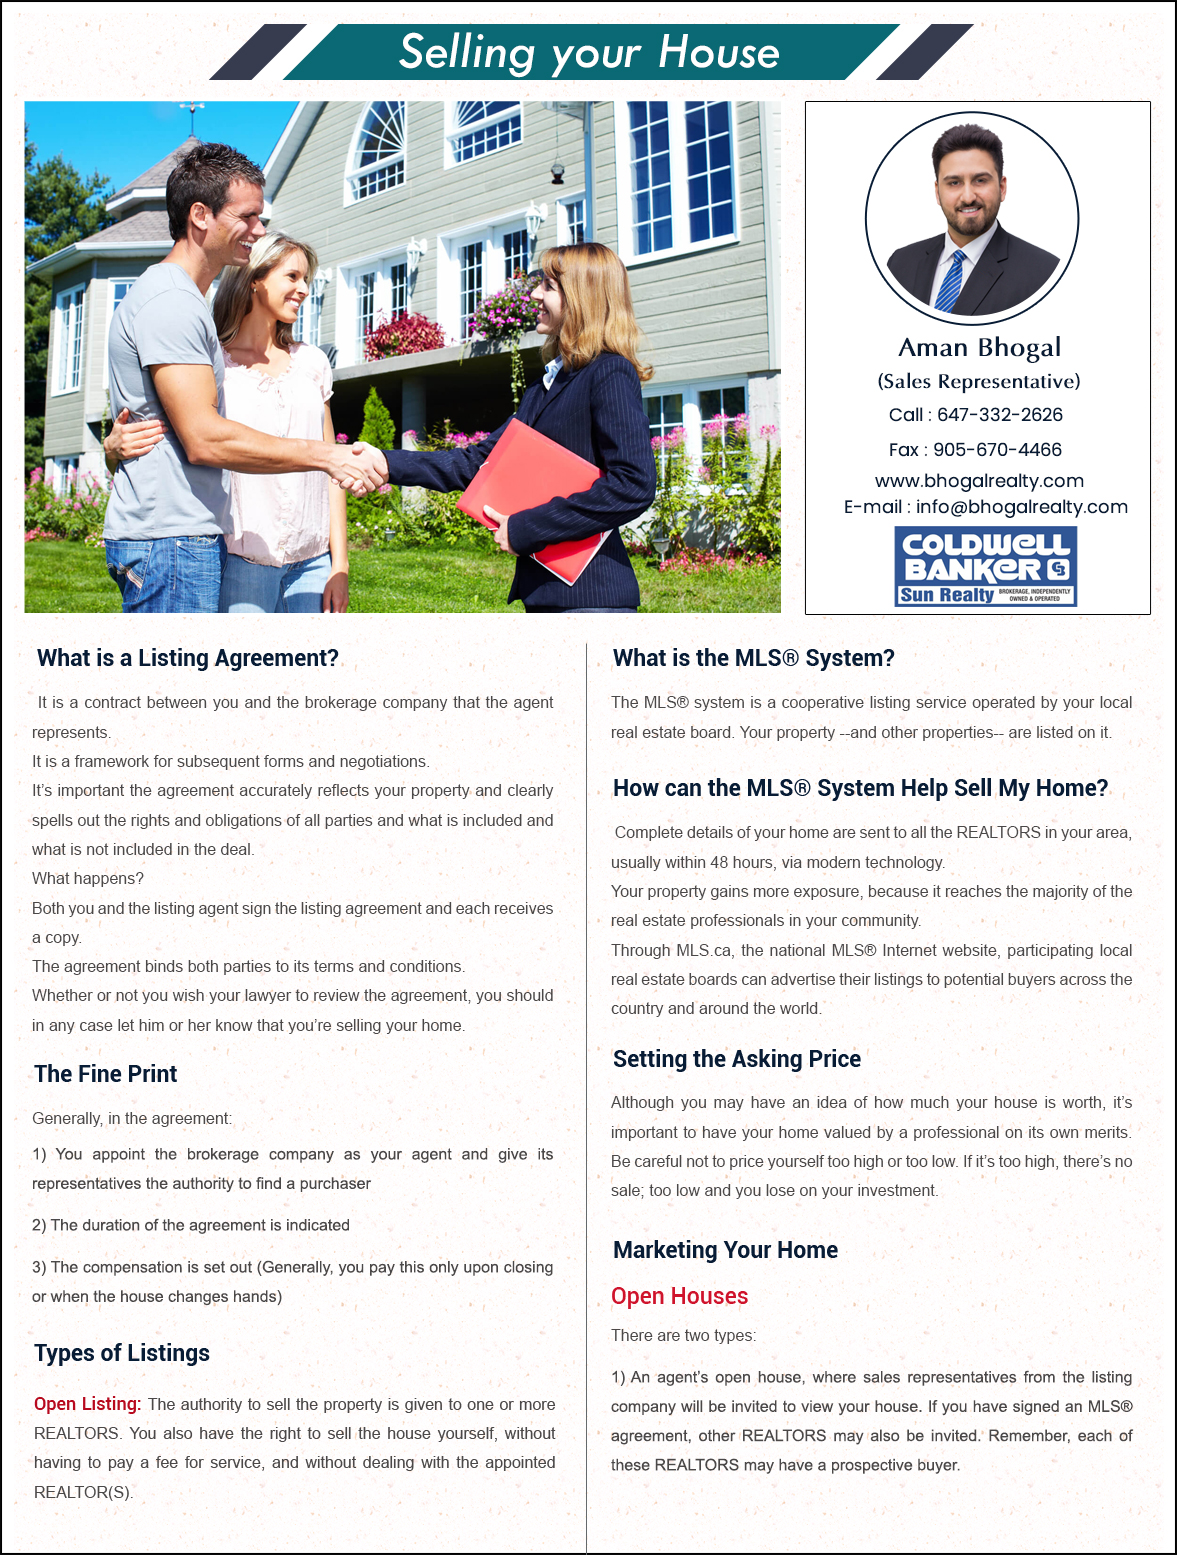 Selling your House
Aman Bhogal
(Sales Representative)
Call : 647-332-2626
Fax : 905-670-4466
www.bhogalrealty.com
E-mail : info@bhogalrealty.com
COLDWELL
BANKER CB
Sun Realty BROKERAGE, INDEPENDENTLY
OWNED & OPERATED
What is a Listing Agreement?
It is a contract between you and the brokerage company that the agent
represents.
It is a framework for subsequent forms and negotiations.
It’s important the agreement accurately reflects your property and clearly
spells out the rights and obligations of all parties and what is included and
what is not included in the deal.
What happens?
Both you and the listing agent sign the listing agreement and each receives
a copy.
The agreement binds both parties to its terms and conditions.
Whether or not you wish your lawyer to review the agreement, you should
in any case let him or her know that you’re selling your home.
The Fine Print
Generally, in the agreement:
1) You appoint the brokerage company as your agent and give its
representatives the authority to find a purchaser
2) The duration of the agreement is indicated
3) The compensation is set out (Generally, you pay this only upon closing
or when the house changes hands)
Types of Listings
Open Listing: The authority to sell the property is given to one or more
REALTORS. You also have the right to sell the house yourself, without
having to pay a fee for service, and without dealing with the appointed
REALTOR(S).
What is the MLS® System?
The MLS® system is a cooperative listing service operated by your local
real estate board. Your property --and other properties-- are listed on it.
How can the MLS® System Help Sell My Home?
Complete details of your home are sent to all the REALTORS in your area,
usually within 48 hours, via modern technology.
Your property gains more exposure, because it reaches the majority of the
real estate professionals in your community.
Through MLS.ca, the national MLS® Internet website, participating local
real estate boards can advertise their listings to potential buyers across the
country and around the world.
Setting the Asking Price
Although you may have an idea of how much your house is worth, it’s
important to have your home valued by a professional on its own merits.
Be careful not to price yourself too high or too low. If it’s too high, there’s no
sale; too low and you lose on your investment.
Marketing Your Home
Open Houses
There are two types:
1) An agent’s open house, where sales representatives from the listing
company will be invited to view your house. If you have signed an MLS®
agreement, other REALTORS may also be invited. Remember, each of
these REALTORS may have a prospective buyer.